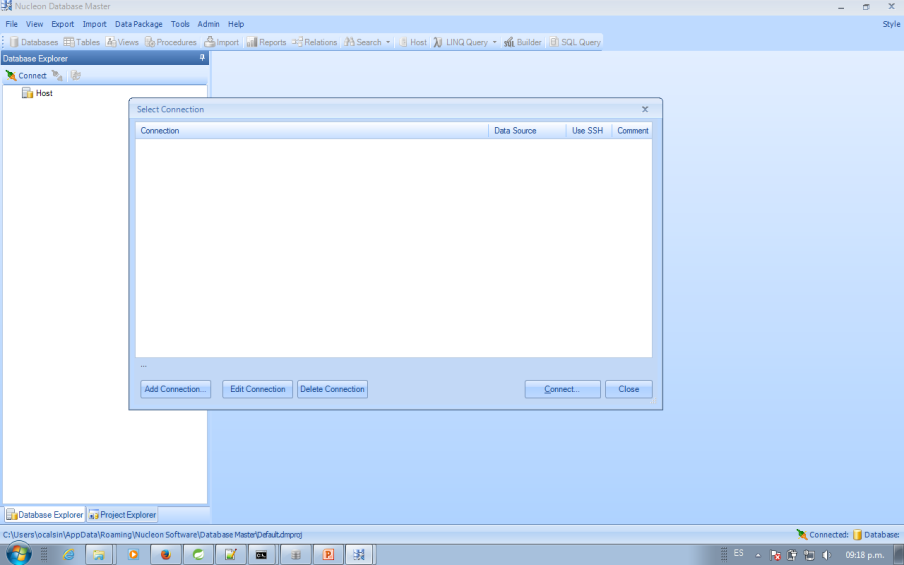 Nucleon Database Master
File View Export Import Data Package Tools Admin Help Style
Databases Tables Views Procedures Import Reports Relations Search Host LINQ Query Builder SQL Query
Database Explorer
Connect
Host
Select Connection
Connection Data Source Use SSH Comment
...
Add Connection... Edit Connection Delete Connection Connect... Close
Database Explorer Project Explorer
C:\Users\ocalsin\AppData\Roaming\Nucleon Software\Database Master\Default.dmproj Connected: Database:
ES 09:18 p.m.